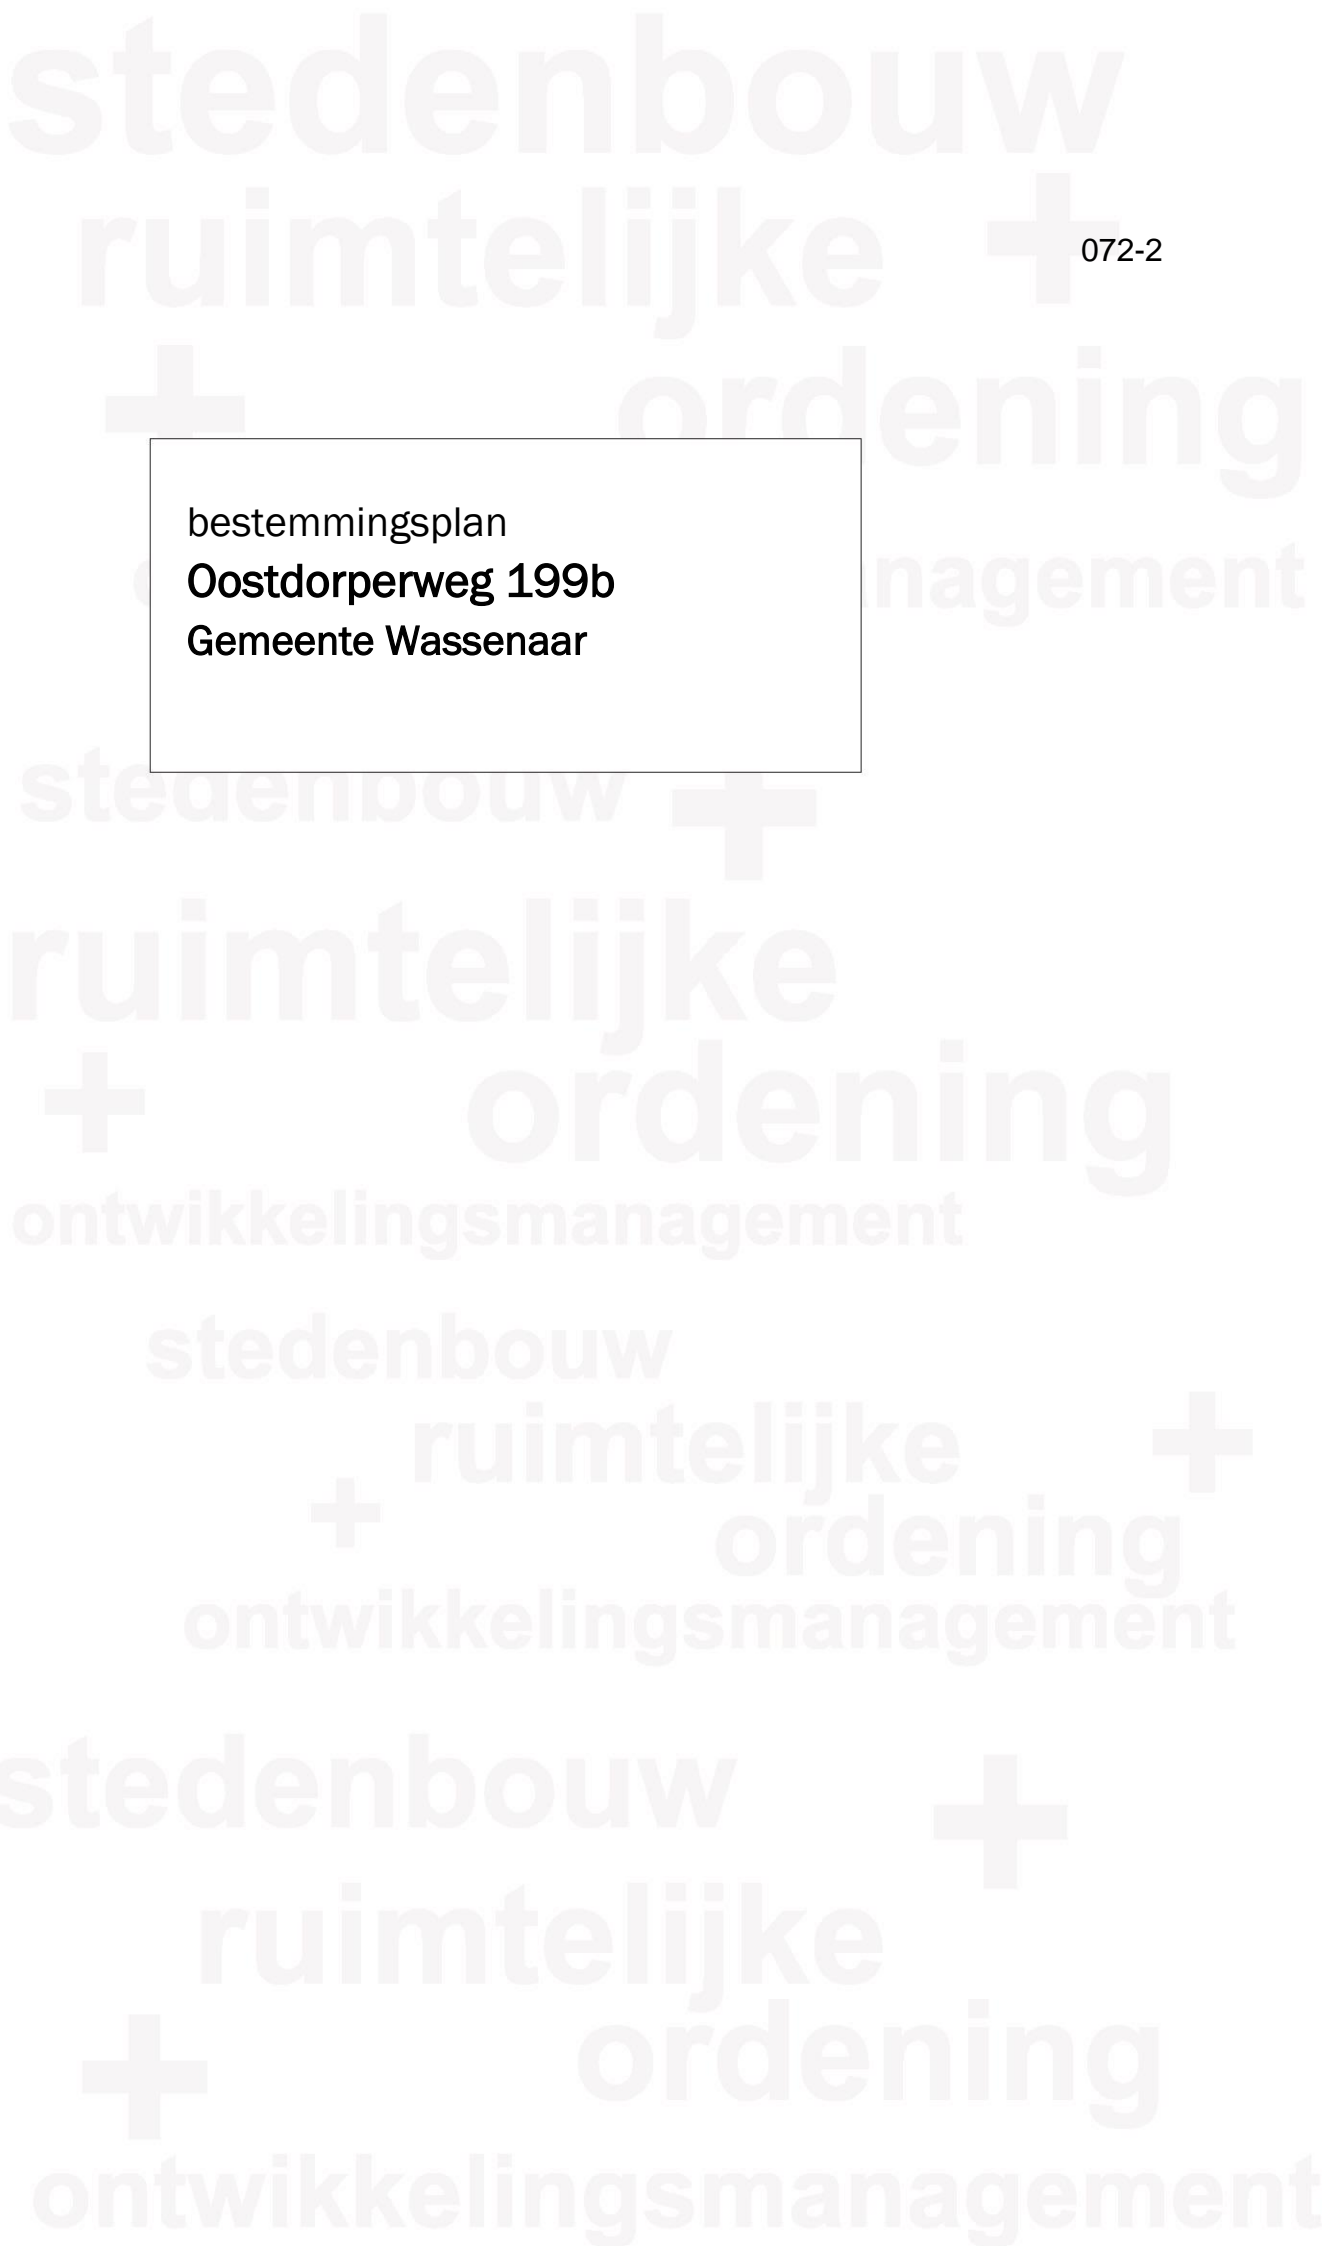 stedenbouw
ruimtelijke +
072-2
+ ordening
bestemmingsplan
Oostdorperweg 199b
nagement
Gemeente Wassenaar
stedenbouw +
ruimtelijke
+ ordening
ontwikkelingsmanagement
stedenbouw
ruimtelijke +
+ ordening
ontwikkelingsmanagement
stedenbouw +
ruimtelijke
+ ordening
ontwikkelingsmanagement